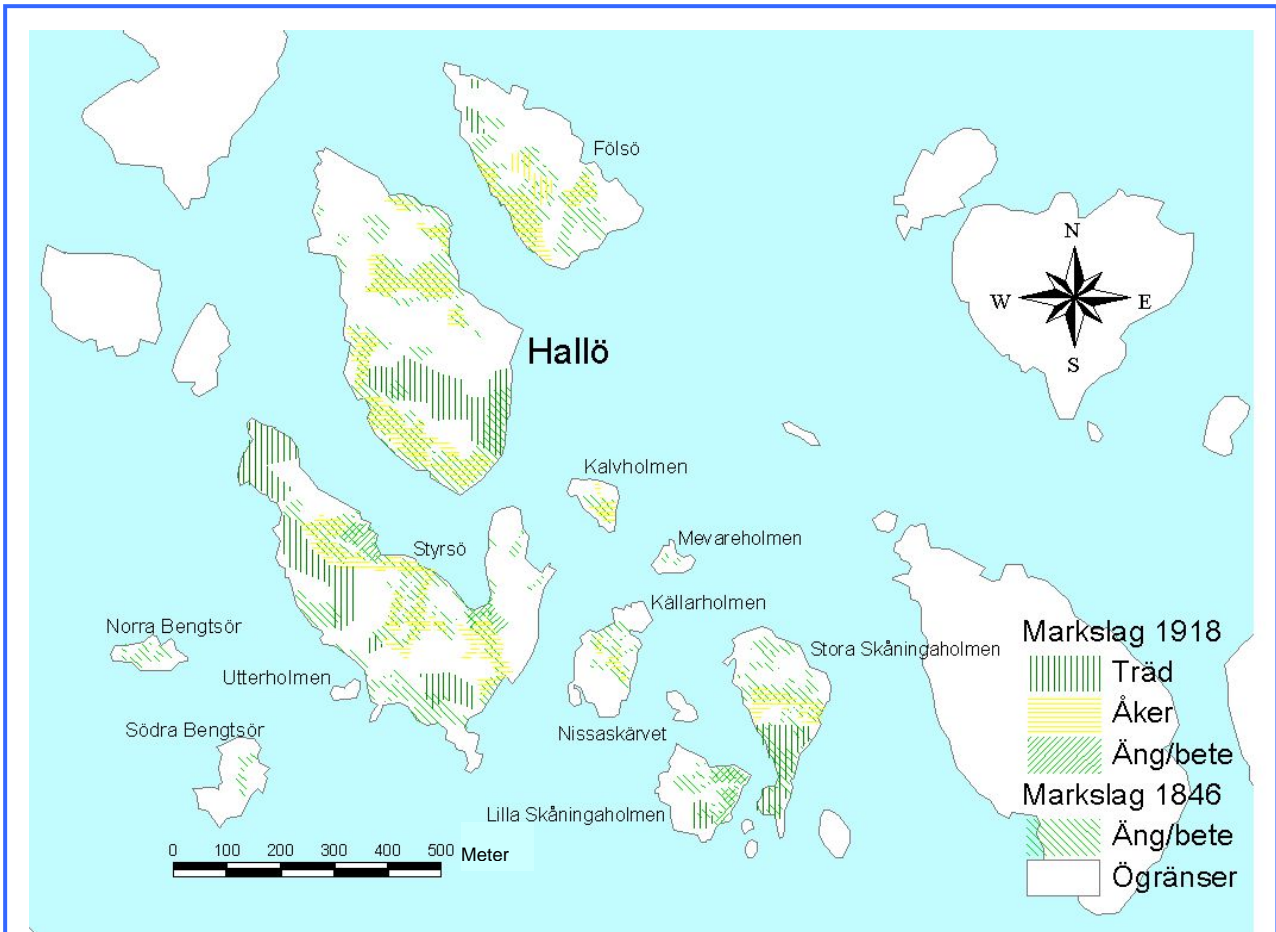 Fölsö
N
W
E
S
Hallö
Kalvholmen
Styrsö
Mevareholmen
Källarholmen
Norra Bengtsör
Utterholmen
Stora Skåningaholmen
Södra Bengtsör
Nissaskärvet
Lilla Skåningaholmen
Markslag 1918
Träd
Åker
Äng/bete
Markslag 1846
Äng/bete
Ögränser
0 100 200 300 400 500 Meter